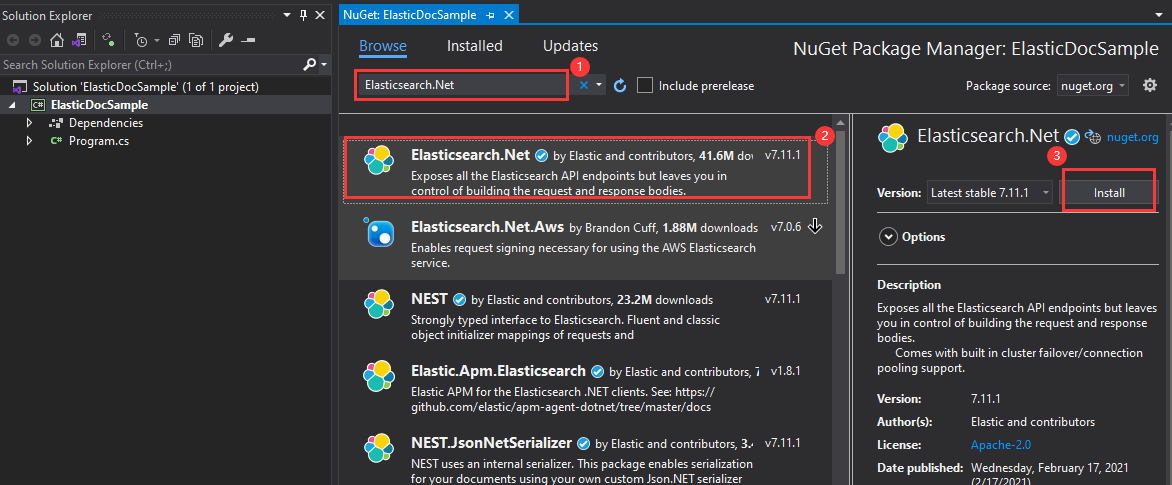 Solution Explorer
Search Solution Explorer (Ctrl+;)
Solution 'ElasticDocSample' (1 of 1 project)
C# ElasticDocSample
Dependencies
C# Program.cs
NuGet: ElasticDocSample
Browse Installed Updates
NuGet Package Manager: ElasticDocSample
1
Elasticsearch.Net
Include prerelease
Package source: nuget.org
2
Elasticsearch.Net by Elastic and contributors, 41.6M dov v7.11.1
Exposes all the Elasticsearch API endpoints but leaves you in
control of building the request and response bodies.
Elasticsearch.Net.Aws by Brandon Cuff, 1.88M downloads v7.0.6
Enables request signing necessary for using the AWS Elasticsearch
service.
NEST by Elastic and contributors, 23.2M downloads v7.11.1
Strongly typed interface to Elasticsearch. Fluent and classic
object initializer mappings of requests and
Elastic.Apm.Elasticsearch by Elastic and contributors, 7 v1.8.1
Elastic APM for the Elasticsearch .NET clients. See: https://
github.com/elastic/apm-agent-dotnet/tree/master/docs
NEST.JsonNetSerializer by Elastic and contributors, 3. v7.11.1
NEST uses an internal serializer. This package enables serialization
for your documents using your own custom Json.NET serializer
Elasticsearch.Net nuget.org
3
Version: Latest stable 7.11.1 Install
Options
Description
Exposes all the Elasticsearch API endpoints but leaves
you in control of building the request and response
bodies.
Comes with built in cluster failover/connection
pooling support.
Version: 7.11.1
Author(s): Elastic and contributors
License: Apache-2.0
Date published: Wednesday, February 17, 2021
(2/17/2021)